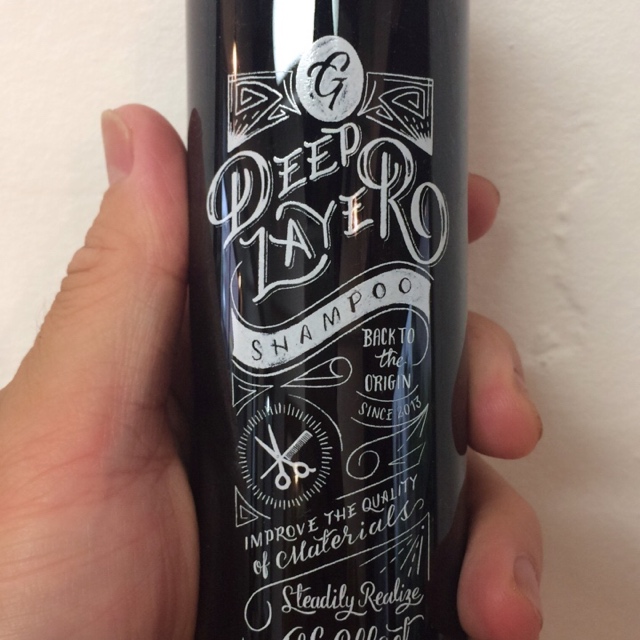 G
DEEP
LAYER
SHAMPOO
BACK TO
the
ORIGIN
SINCE 2013
IMPROVE THE QUALITY
of Materials
Steadily Realize